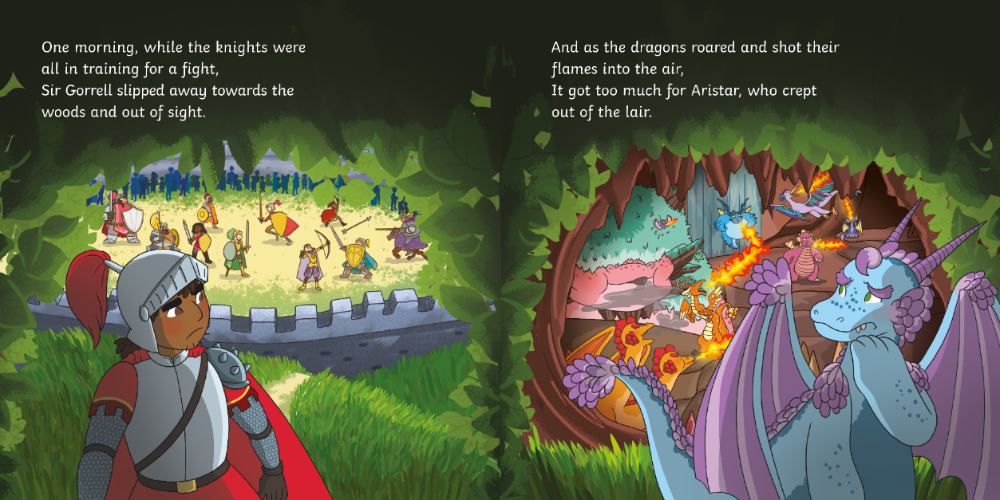 One morning, while the knights were
all in training for a fight,
Sir Gorrell slipped away towards the
woods and out of sight.
And as the dragons roared and shot their
flames into the air,
It got too much for Aristar, who crept
out of the lair.